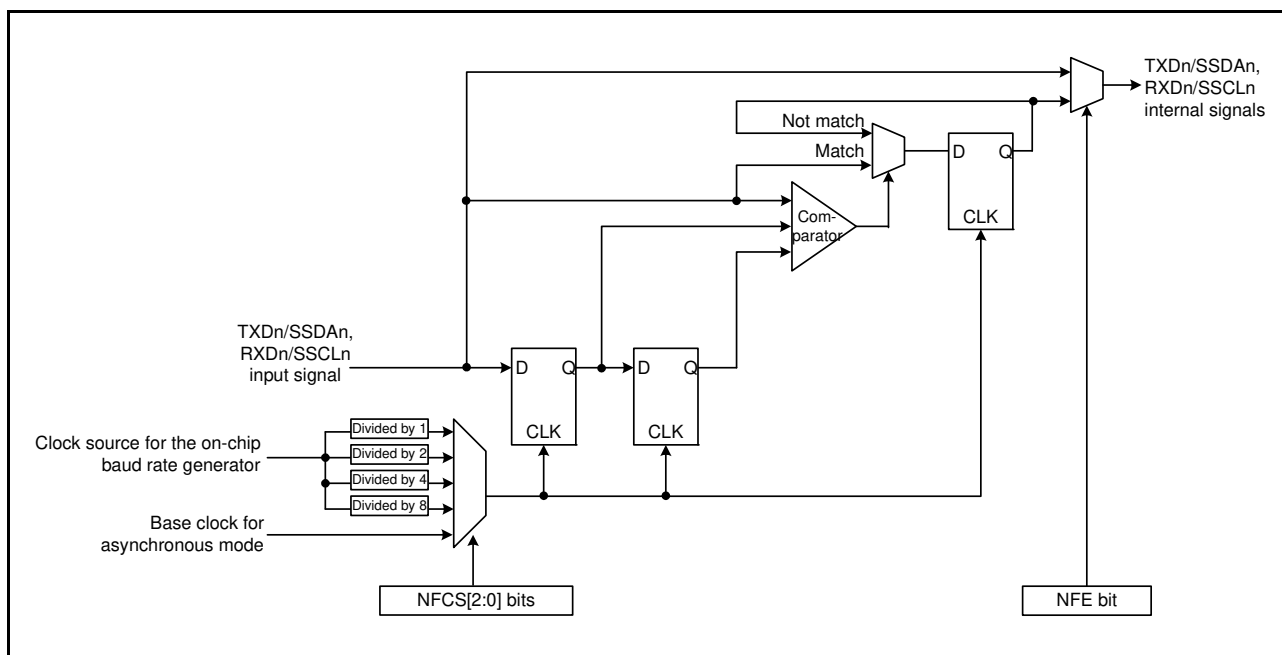 TXDn/SSDAn,
RXDn/SSCLn
internal signals
Not match
Match
D
Q
CLK
Com-
parator
TXDn/SSDAn,
RXDn/SSCLn
input signal
D
Q
CLK
D
Q
CLK
Clock source for the on-chip
baud rate generator
Divided by 1
Divided by 2
Divided by 4
Divided by 8
Base clock for
asynchronous mode
NFCS[2:0] bits
NFE bit